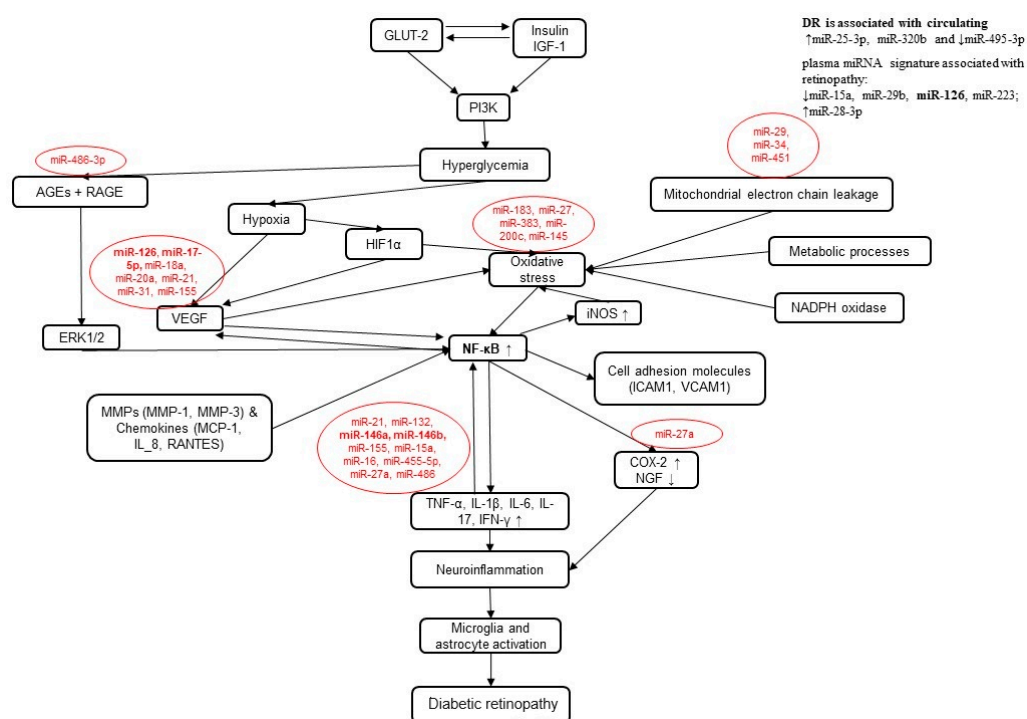 DR is associated with circulating
↑miR-25-3p, miR-320b and ↓miR-495-3p
plasma miRNA signature associated with
retinopathy:
↓miR-15a, miR-29b, miR-126, miR-223;
↑miR-28-3p
GLUT-2
Insulin
IGF-1
PI3K
Hyperglycemia
miR-486-3p
AGEs + RAGE
miR-29,
miR-34,
miR-451
Mitochondrial electron chain leakage
Hypoxia
HIF1α
miR-183, miR-27,
miR-383, miR-
200c, miR-145
Oxidative
stress
Metabolic processes
NADPH oxidase
miR-126, miR-17-
5p, miR-18a,
miR-20a, miR-21,
miR-31, miR-155
VEGF
iNOS ↑
ERK1/2
NF-κB ↑
Cell adhesion molecules
(ICAM1, VCAM1)
MMPs (MMP-1, MMP-3) &
Chemokines (MCP-1,
IL_8, RANTES)
miR-21, miR-132,
miR-146a, miR-146b,
miR-155, miR-15a,
miR-16, miR-455-5p,
miR-27a, miR-486
miR-27a
COX-2 ↑
NGF ↓
TNF-α, IL-1β, IL-6, IL-
17, IFN-γ ↑
Neuroinflammation
Microglia and
astrocyte activation
Diabetic retinopathy